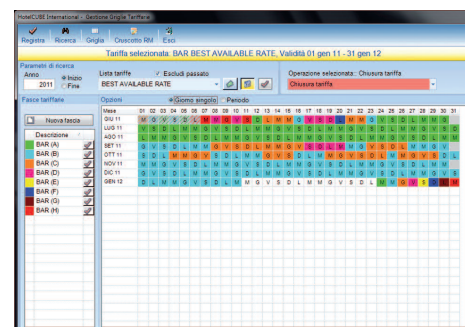 HotelCUBE International - Gestione Griglia Tariffarie
Registra Ricerca Griglia Cruscotto RM Esci
Tariffa selezionata: BAR BEST AVAILABLE RATE, Validità 01 gen 11 - 31 gen 12
Parametri di ricerca
Anno
2011
Inizio
Fine
Lista tariffe
Escludi passato
BEST AVAILABLE RATE
Operazione selezionata: Chiusura tariffa
Chiusura tariffa
Fasce tariffarie
Opzioni
Giorno singolo
Periodo
Nuova fascia
Descrizione
BAR (A)
BAR (B)
BAR (C)
BAR (D)
BAR (E)
BAR (F)
BAR (G)
BAR (H)
Mese 01 02 03 04 05 06 07 08 09 10 11 12 13 14 15 16 17 18 19 20 21 22 23 24 25 26 27 28 29 30 31
GIU 11 M G V S D L M M G V S D L M M G V S D L M M G V S D L M M G
LUG 11 V S D L M M G V S D L M M G V S D L M M G V S D L M M G V S D
AGO 11 L M M G V S D L M M G V S D L M M G V S D L M M G V S D L M M
SET 11 G V S D L M M G V S D L M M G V S D L M M G V S D L M M G V
OTT 11 S D L M M G V S D L M M G V S D L M M G V S D L M M G V S D L
NOV 11 M M G V S D L M M G V S D L M M G V S D L M M G V S D L M M
DIC 11 G V S D L M M G V S D L M M G V S D L M M G V S D L M M G V S
GEN 12 D L M M G V S D L M M G V S D L M M G V S D L M M G V S D L M